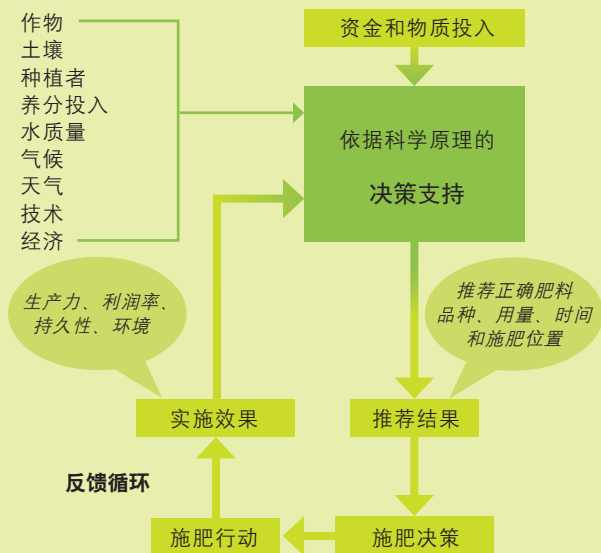 作物
土壤
种植者
养分投入
水质量
气候
天气
技术
经济
资金和物质投入
依据科学原理的
决策支持
生产力、利润率、
持久性、环境
推荐正确肥料
品种、用量、时间
和施肥位置
实施效果
推荐结果
反馈循环
施肥行动
施肥决策